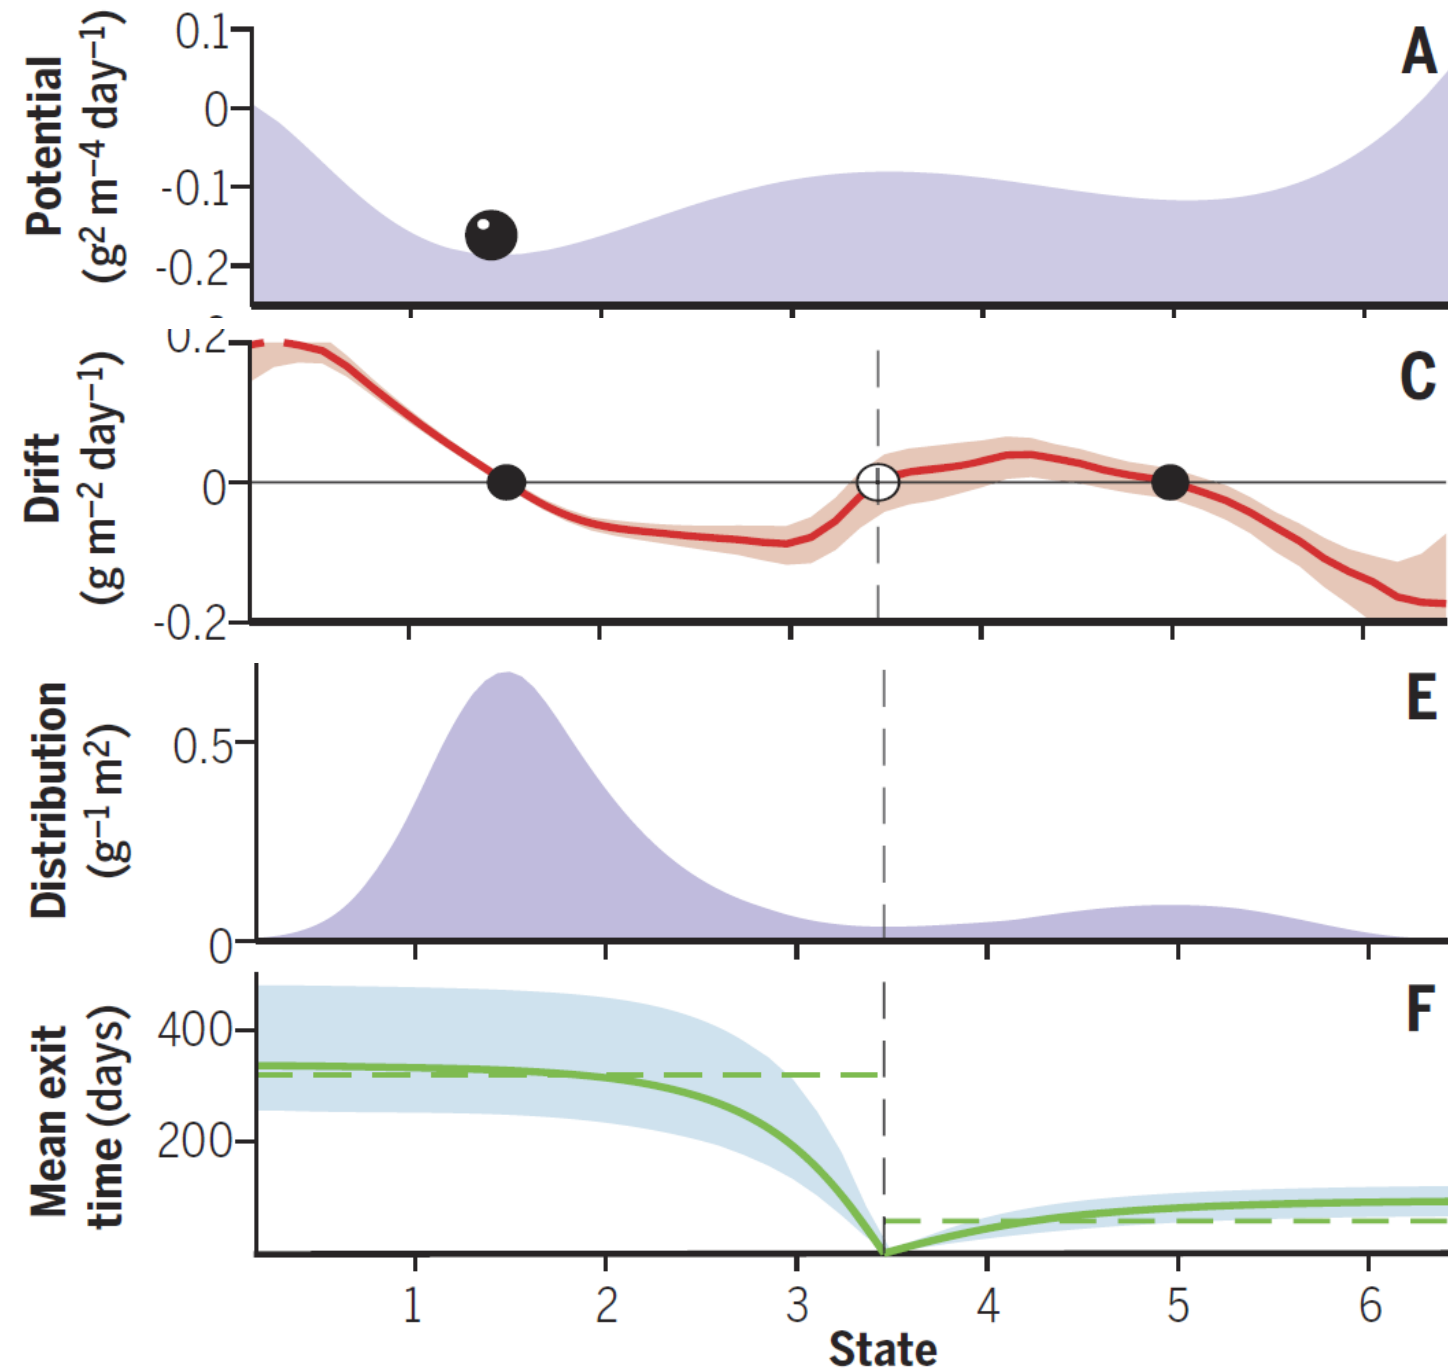 A
Potential
(g² m⁻⁴ day⁻¹)
0.1
0
-0.1
-0.2
C
Drift
(g m⁻² day⁻¹)
0.2
0
-0.2
E
Distribution
(g⁻¹ m²)
0.5
0
F
Mean exit
time (days)
400
200
1 2 3 4 5 6
State